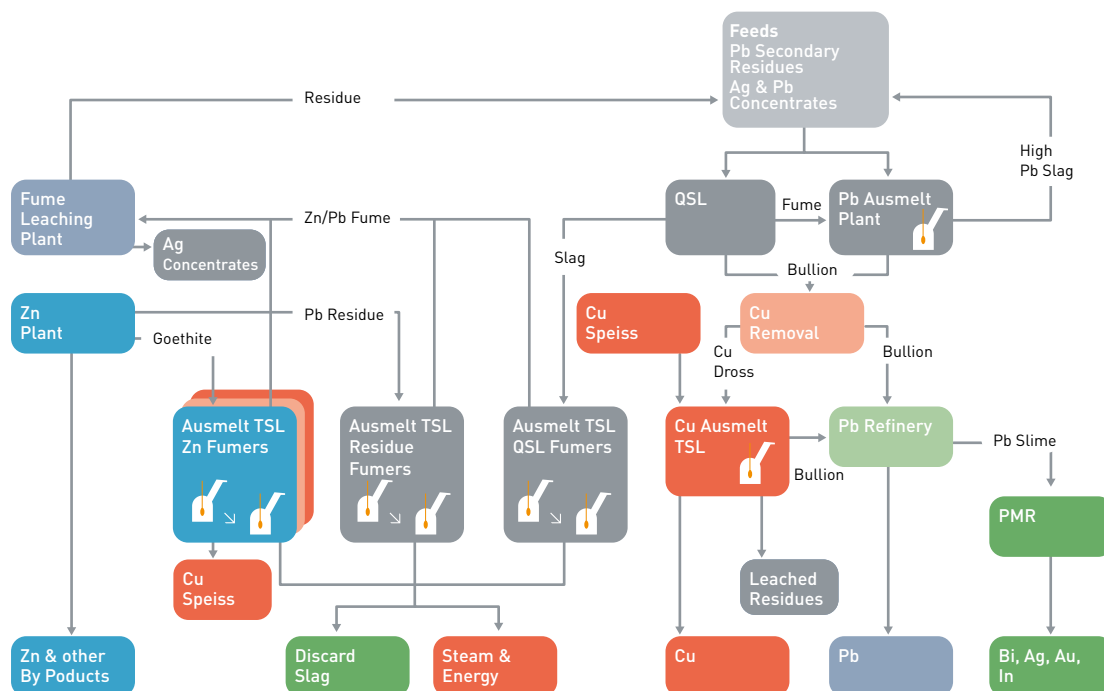 Feeds
Pb Secondary
Residues
Ag & Pb
Concentrates
Residue
High
Pb Slag
Fume
Leaching
Plant
Zn/Pb Fume
QSL
Fume
Pb Ausmelt
Plant
Ag
Concentrates
Slag
Bullion
Zn
Plant
Pb Residue
Goethite
Cu
Speiss
Cu
Removal
Cu
Dross
Bullion
Ausmelt TSL
Zn Fumers
Ausmelt TSL
Residue
Fumers
Ausmelt TSL
QSL Fumers
Cu Ausmelt
TSL
Bullion
Pb Refinery
Pb Slime
PMR
Cu
Speiss
Leached
Residues
Zn & other
By Poducts
Discard
Slag
Steam &
Energy
Cu
Pb
Bi, Ag, Au,
In